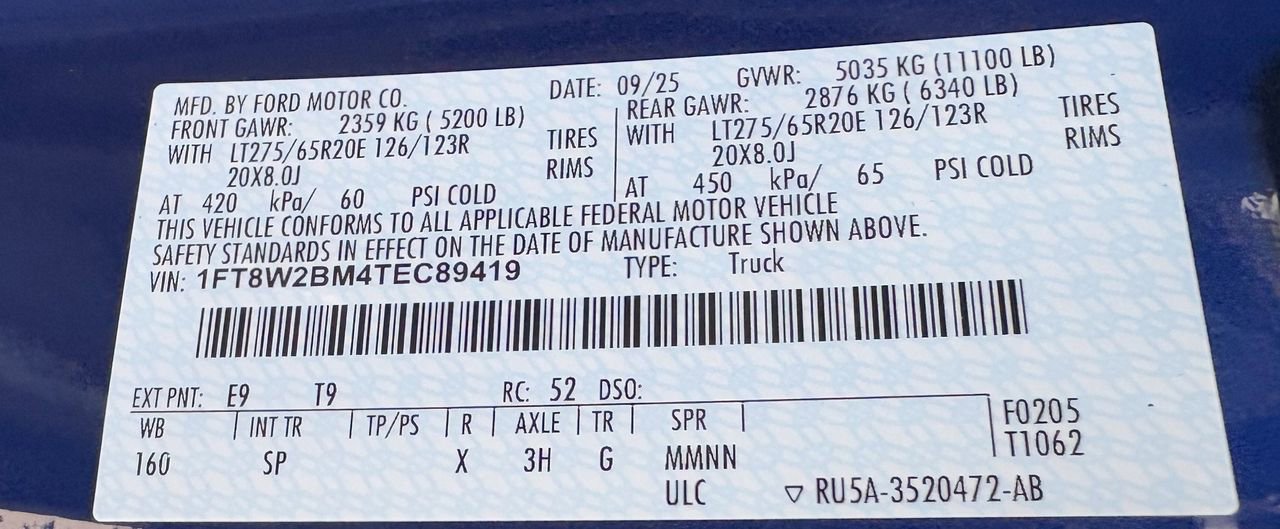 MFD. BY FORD MOTOR CO. DATE: 09/25 GVWR: 5035 KG (11100 LB)
FRONT GAWR: 2359 KG ( 5200 LB) REAR GAWR: 2876 KG ( 6340 LB)
WITH LT275/65R20E 126/123R TIRES WITH LT275/65R20E 126/123R TIRES
20X8.0J RIMS 20X8.0J RIMS
AT 420 kPa/ 60 PSI COLD AT 450 kPa/ 65 PSI COLD
THIS VEHICLE CONFORMS TO ALL APPLICABLE FEDERAL MOTOR VEHICLE
SAFETY STANDARDS IN EFFECT ON THE DATE OF MANUFACTURE SHOWN ABOVE.
VIN: 1FT8W2BM4TEC89419 TYPE: Truck
EXT PNT: E9 T9 RC: 52 DSO:
WB | INT TR | TP/PS | R | AXLE | TR | SPR | F0205
160 SP X 3H G MMNN T1062
ULC ▽ RU5A-3520472-AB